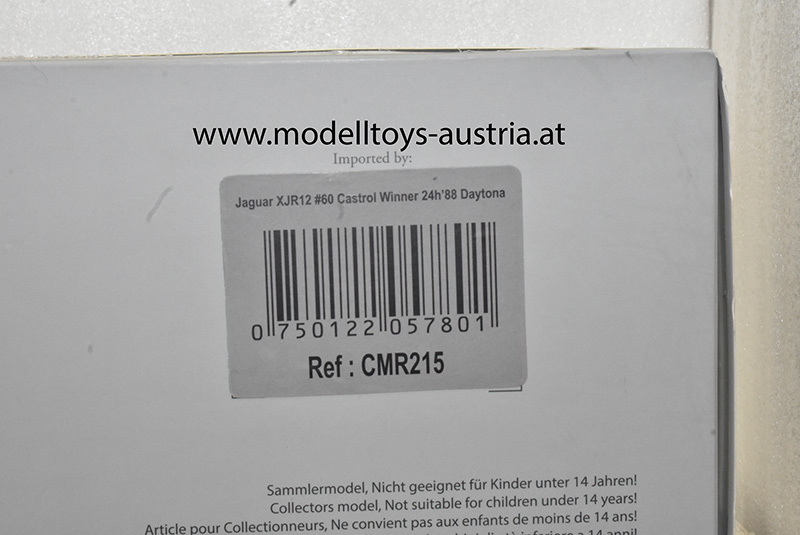 www.modelltoys-austria.at
Imported by:
Jaguar XJR12 #60 Castrol Winner 24h'88 Daytona
0 750122 057801
Ref : CMR215
Sammlermodel, Nicht geeignet für Kinder unter 14 Jahren!
Collectors model, Not suitable for children under 14 years!
Article pour Collectionneurs, Ne convient pas aux enfants de moins de 14 ans!
a 14 anni!